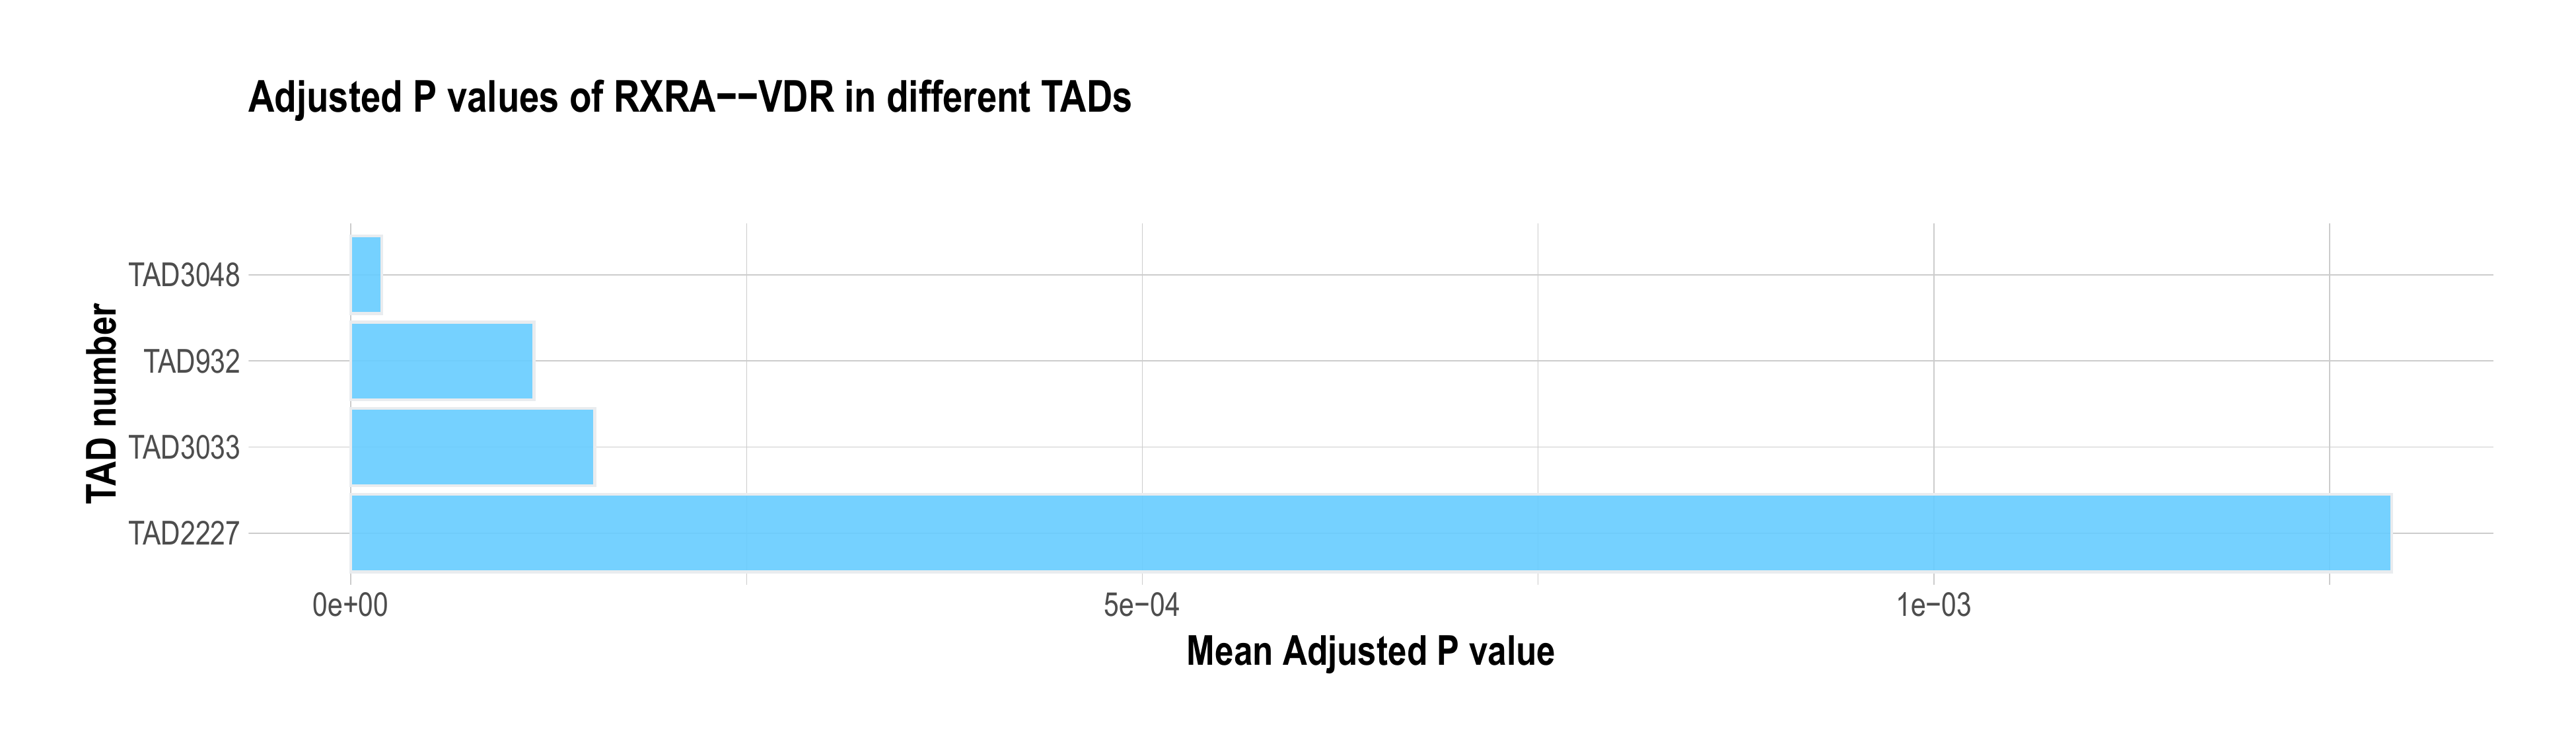 Adjusted P values of RXRA−−VDR in different TADs
TAD number
TAD3048
TAD932
TAD3033
TAD2227
0e+00 5e−04 1e−03
Mean Adjusted P value